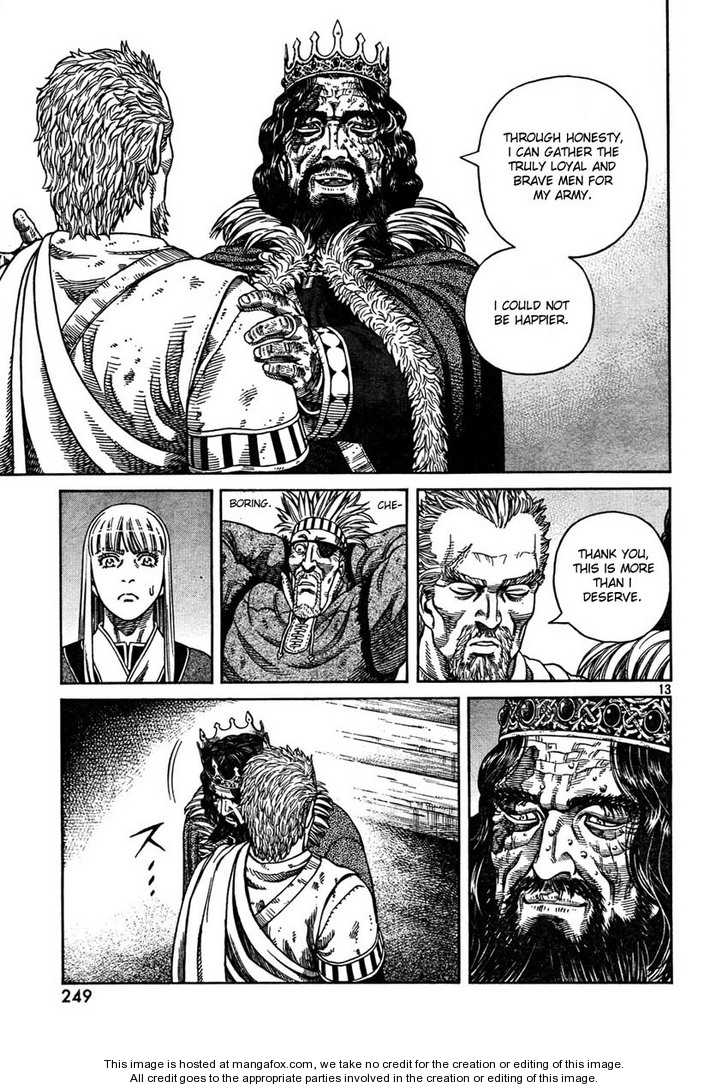 THROUGH HONESTY,
I CAN GATHER THE
TRULY LOYAL AND
BRAVE MEN FOR
MY ARMY.
I COULD NOT
BE HAPPIER.
BORING.
CHE-
THANK YOU,
THIS IS MORE
THAN I
DESERVE.
13
ス…
249
This image is hosted at mangafox.com, we take no credit for the creation or editing of this image.
All credit goes to the appropriate parties involved in the creation or editing of this image.